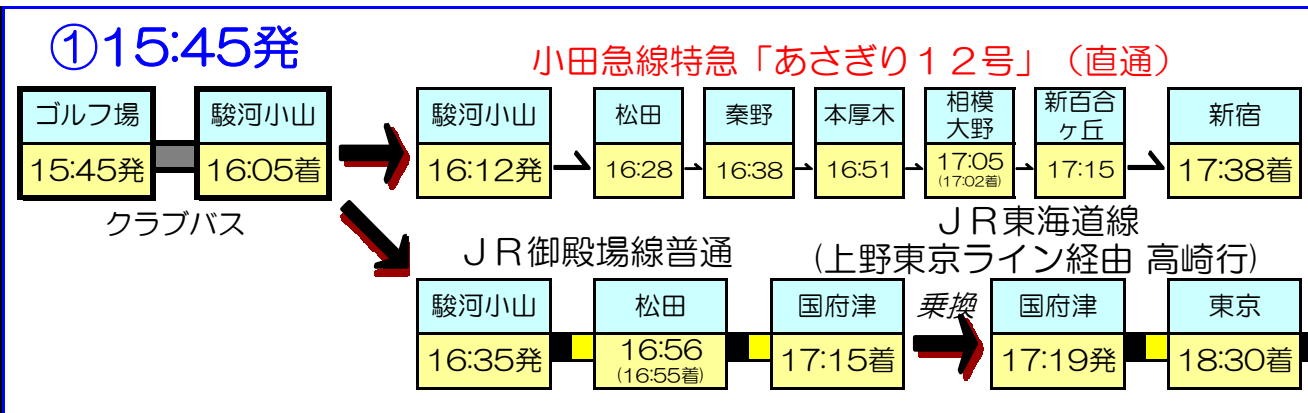 ①15:45発
小田急線特急「あさぎり12号」(直通)
ゴルフ場 駿河小山 駿河小山 松田 秦野 本厚木 相模大野 新百合ヶ丘 新宿
15:45発 16:05着 16:12発 16:28 16:38 16:51 17:05 (17:02着) 17:15 17:38着
クラブバス
JR御殿場線普通
JR東海道線
(上野東京ライン経由 高崎行)
駿河小山 松田 国府津 乗換 国府津 東京
16:35発 16:56 (16:55着) 17:15着 17:19発 18:30着